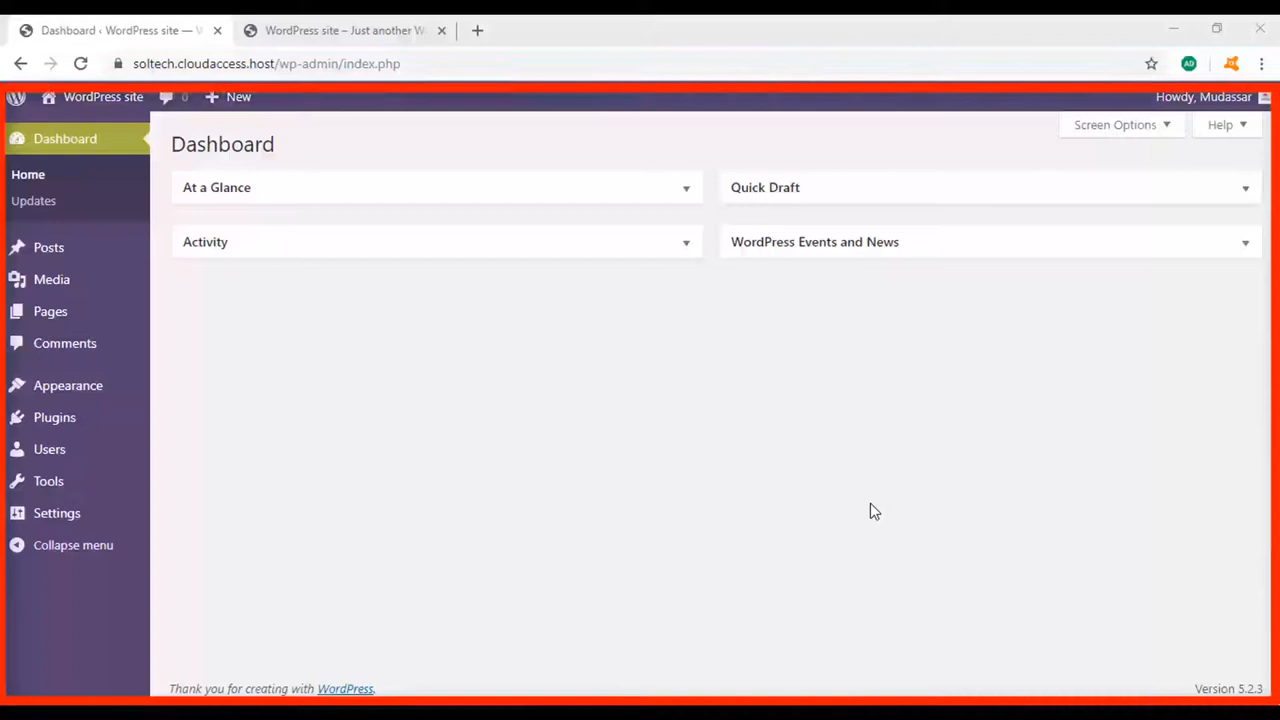 Dashboard ‹ WordPress site —
WordPress site – Just another W
soltech.cloudaccess.host/wp-admin/index.php
WordPress site
0
New
Howdy, Mudassar
Dashboard
Home
Updates
Posts
Media
Pages
Comments
Appearance
Plugins
Users
Tools
Settings
Collapse menu
Dashboard
Screen Options
Help
At a Glance
Quick Draft
Activity
WordPress Events and News
Thank you for creating with WordPress.
Version 5.2.3